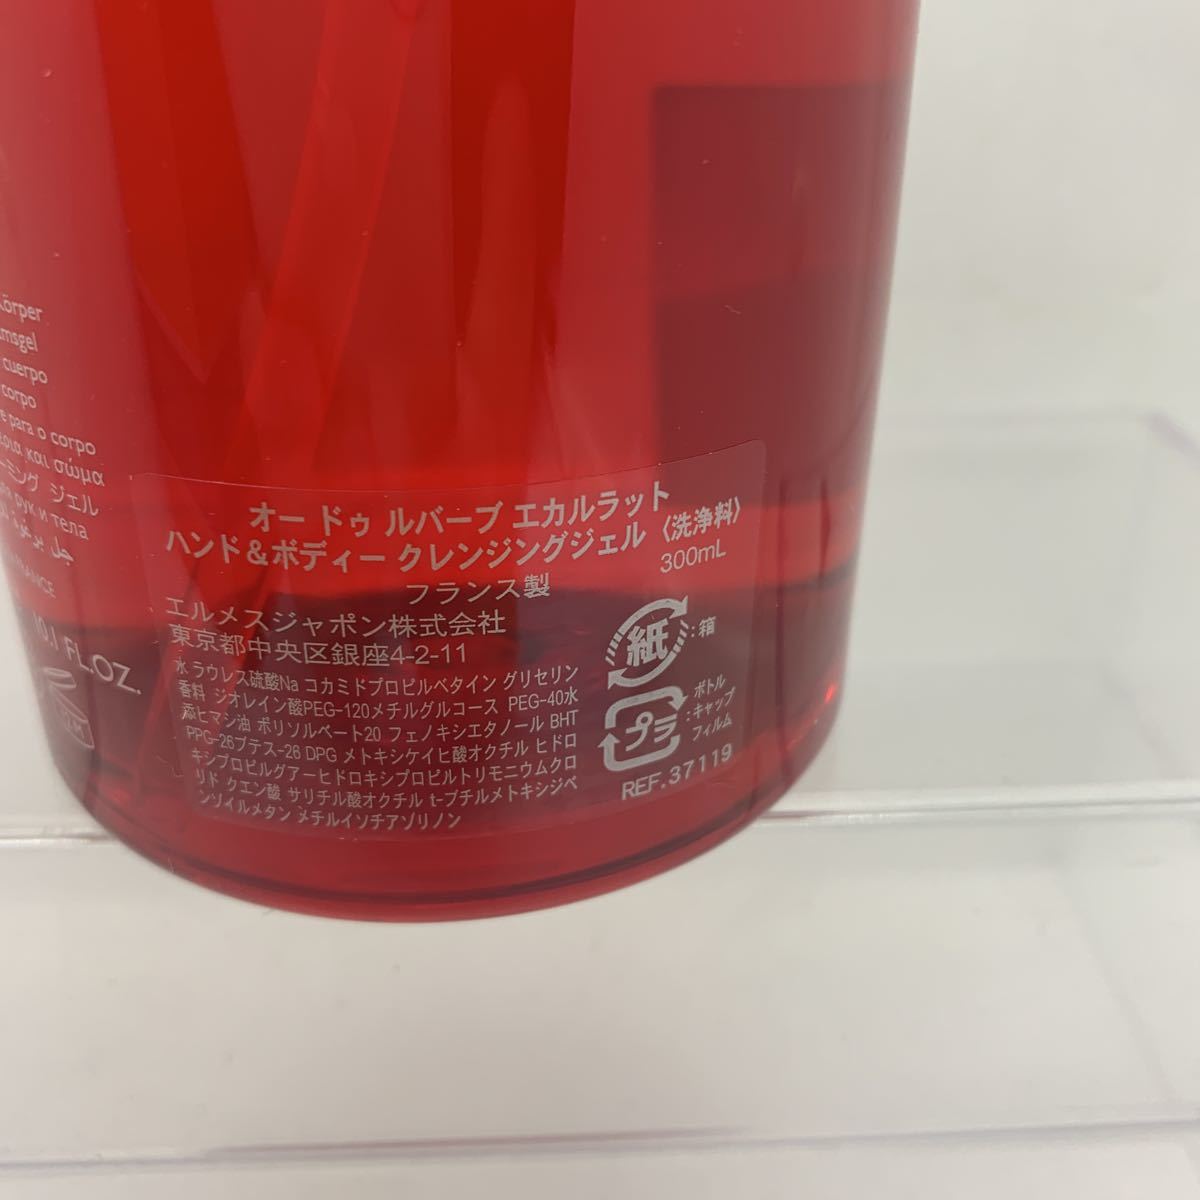 Körper
cuerpo
corpo
para o corpo
και σώμα
ーミング ジェル
рук и тела
10.1 FL.OZ.
12M
オー ドゥ ルバーブ エカルラット
ハンド&ボディー クレンジングジェル 〈洗浄料〉
300mL
フランス製
エルメスジャポン株式会社
東京都中央区銀座4-2-11
水 ラウレス硫酸Na コカミドプロピルベタイン グリセリン
香料 ジオレイン酸PEG-120メチルグルコース PEG-40水
添ヒマシ油 ポリソルベート20 フェノキシエタノール BHT
PPG-26ブテス-26 DPG メトキシケイヒ酸オクチル ヒドロ
キシプロピルグアーヒドロキシプロピルトリモニウムクロ
リド クエン酸 サリチル酸オクチル t-ブチルメトキシジベ
ンゾイルメタン メチルイソチアゾリノン
紙 :箱
プラ :ボトル
キャップ
フィルム
REF.37119